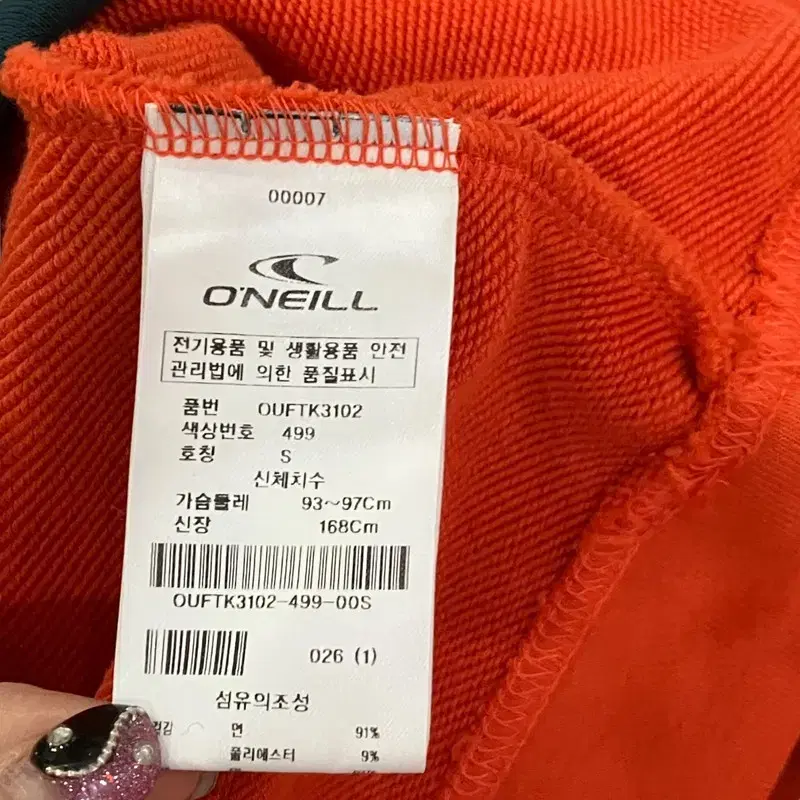 00007
O'NEILL
전기용품 및 생활용품 안전
관리법에 의한 품질표시
품번 OUFTK3102
색상번호 499
호칭 S
신체치수
가슴둘레 93~97Cm
신장 168Cm
OUFTK3102-499-00S
026 (1)
섬유의조성
겉감 면 91%
폴리에스터 9%